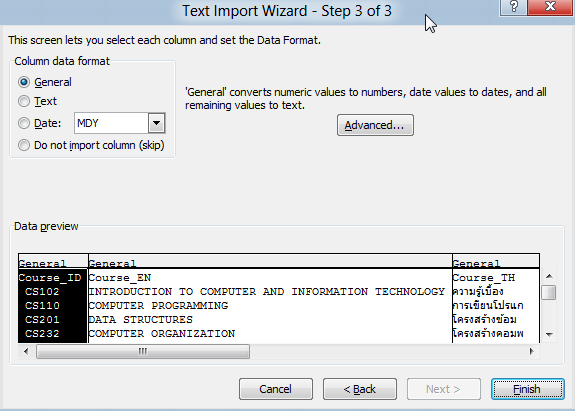 Text Import Wizard - Step 3 of 3
This screen lets you select each column and set the Data Format.
Column data format
General
Text
Date: MDY
Do not import column (skip)
'General' converts numeric values to numbers, date values to dates, and all
remaining values to text.
Advanced...
Data preview
General General General
Course_ID Course_EN Course_TH
CS102 INTRODUCTION TO COMPUTER AND INFORMATION TECHNOLOGY ความรู้เบื้อง
CS110 COMPUTER PROGRAMMING การเขียนโปรแก
CS201 DATA STRUCTURES โครงสร้างข้อม
CS232 COMPUTER ORGANIZATION โครงสร้างคอมพ
Cancel < Back Next > Finish